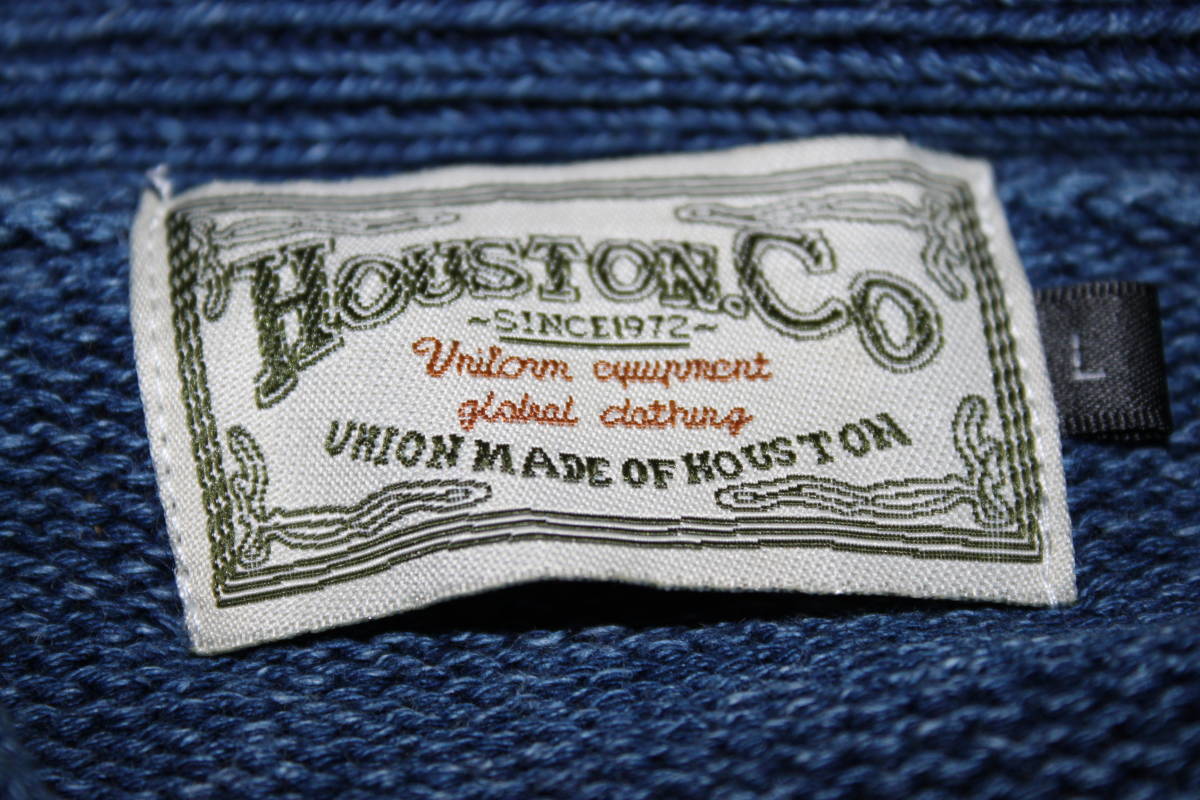 HOUSTON.CO
~SINCE1972~
Uniform equipment
global clothing
UNION MADE OF HOUSTON
L